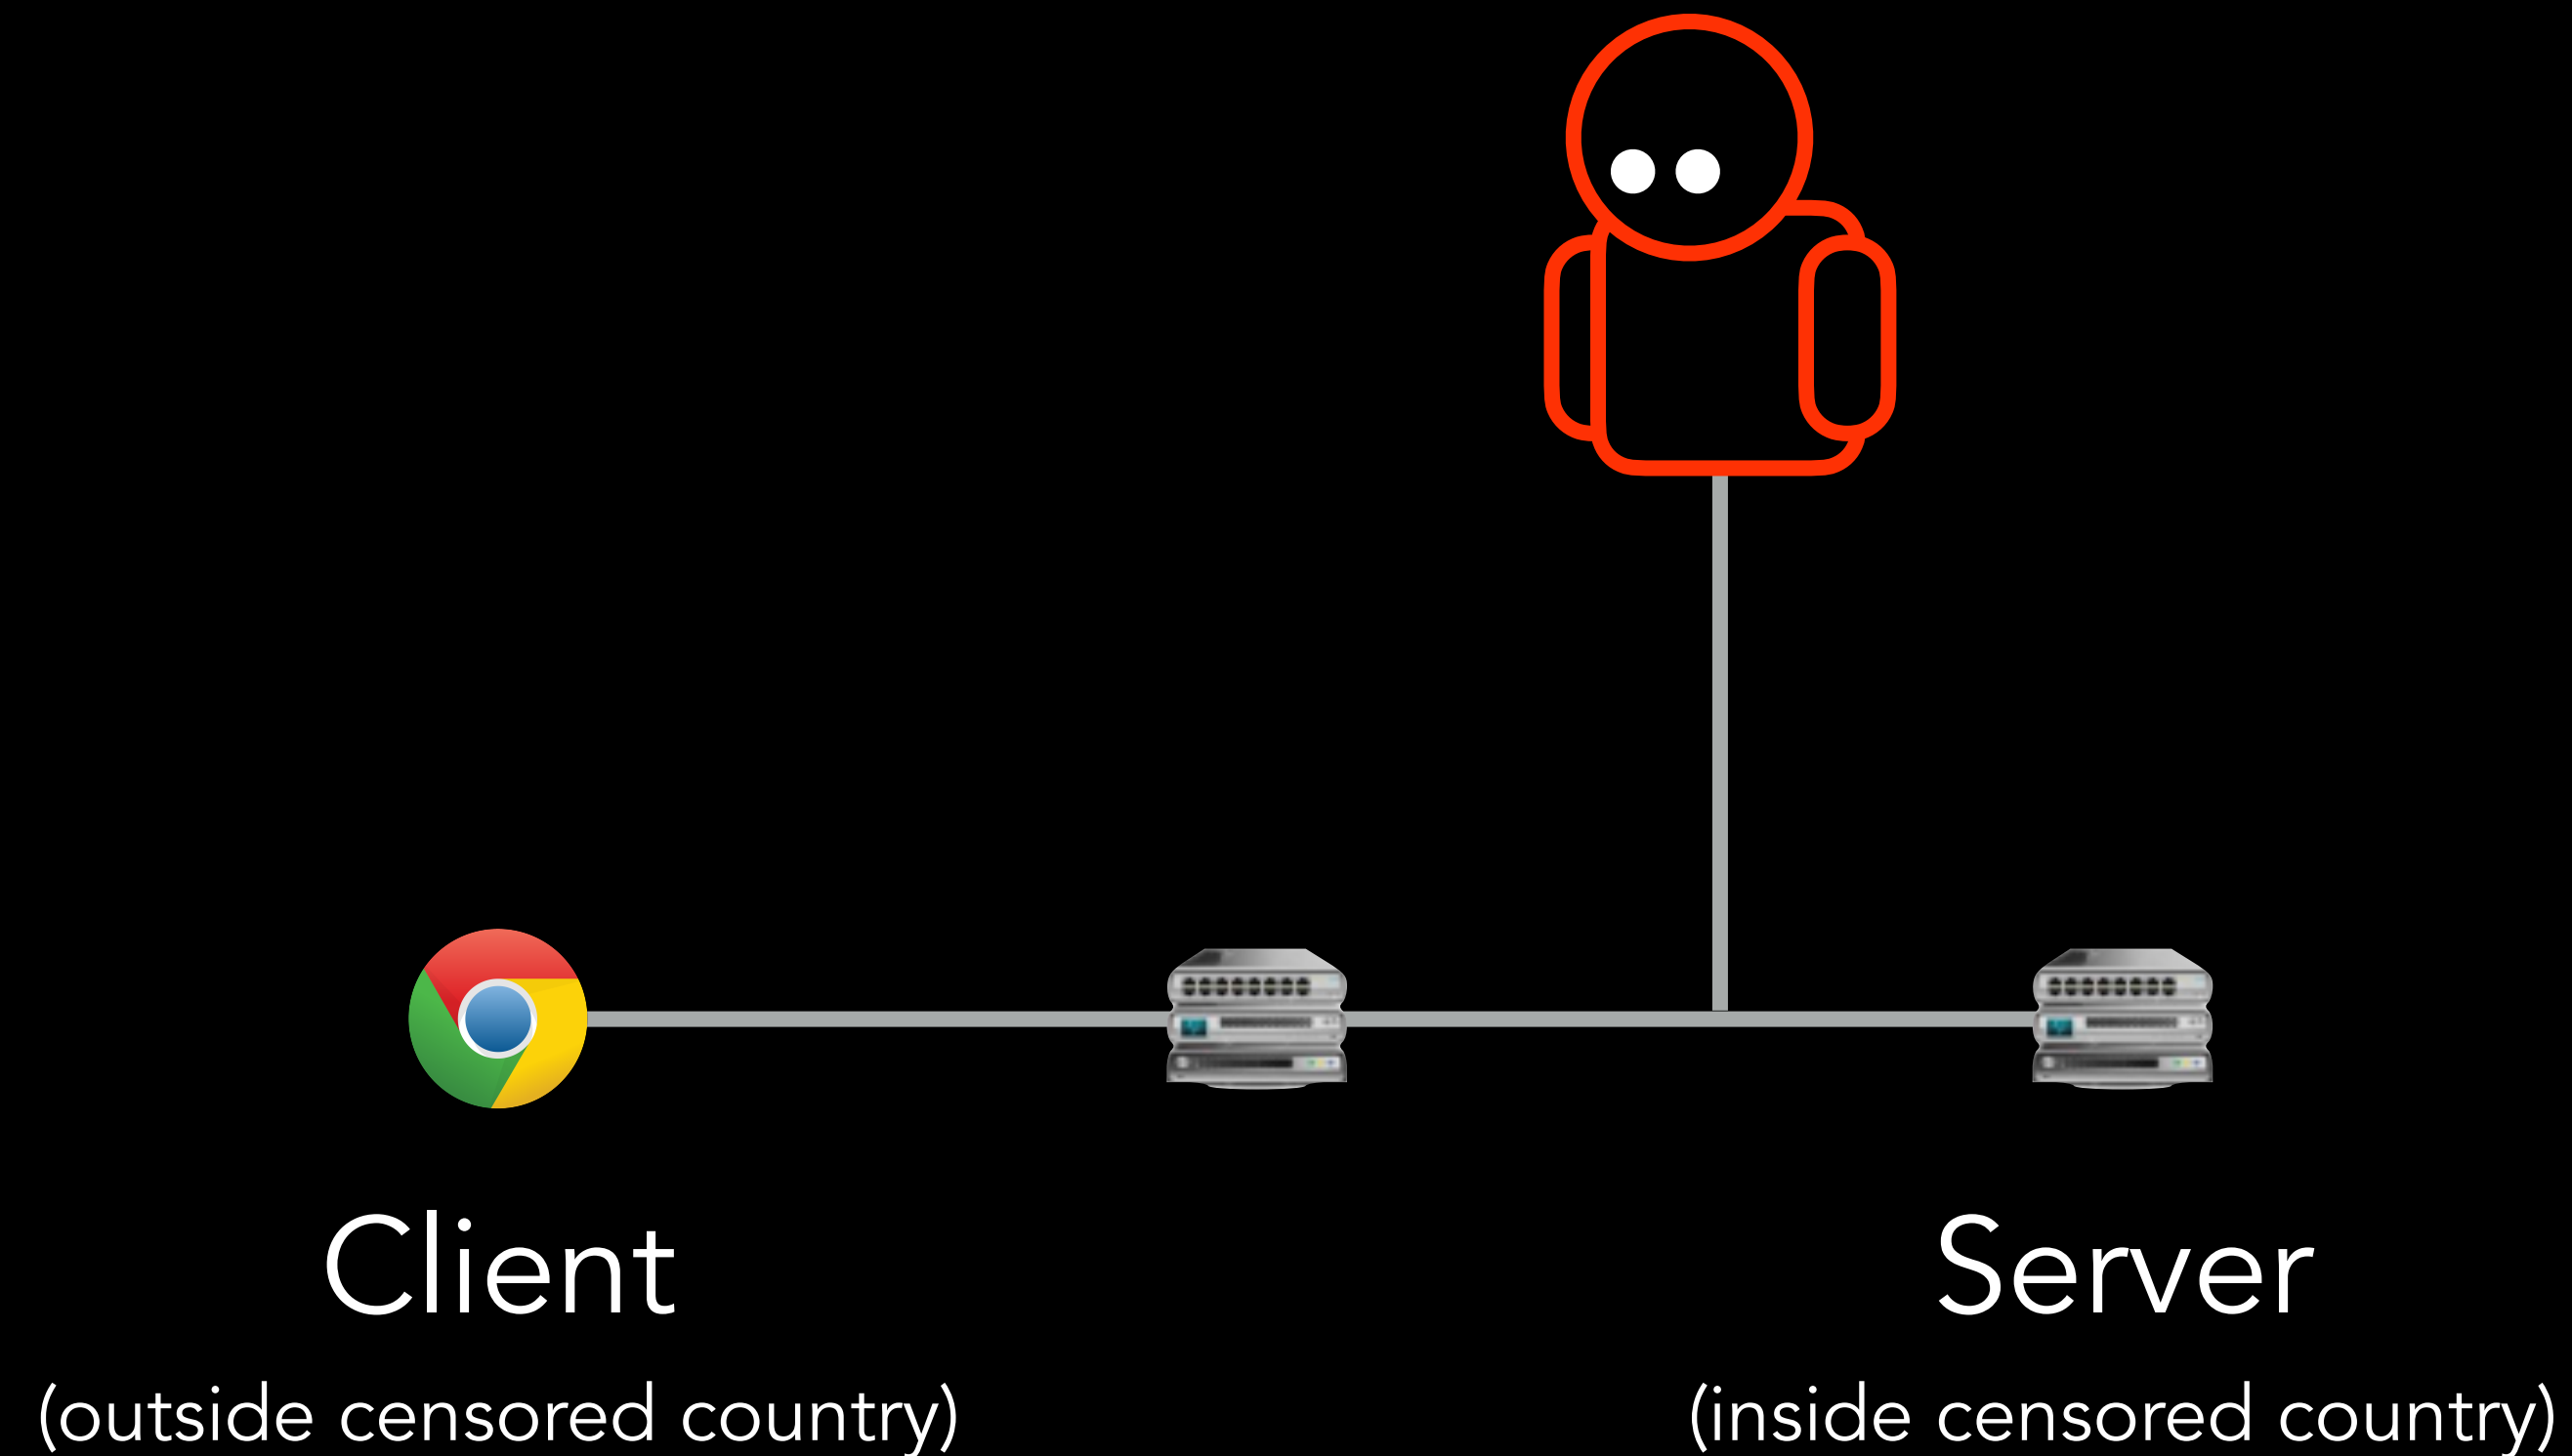 Client
Server
(outside censored country)
(inside censored country)